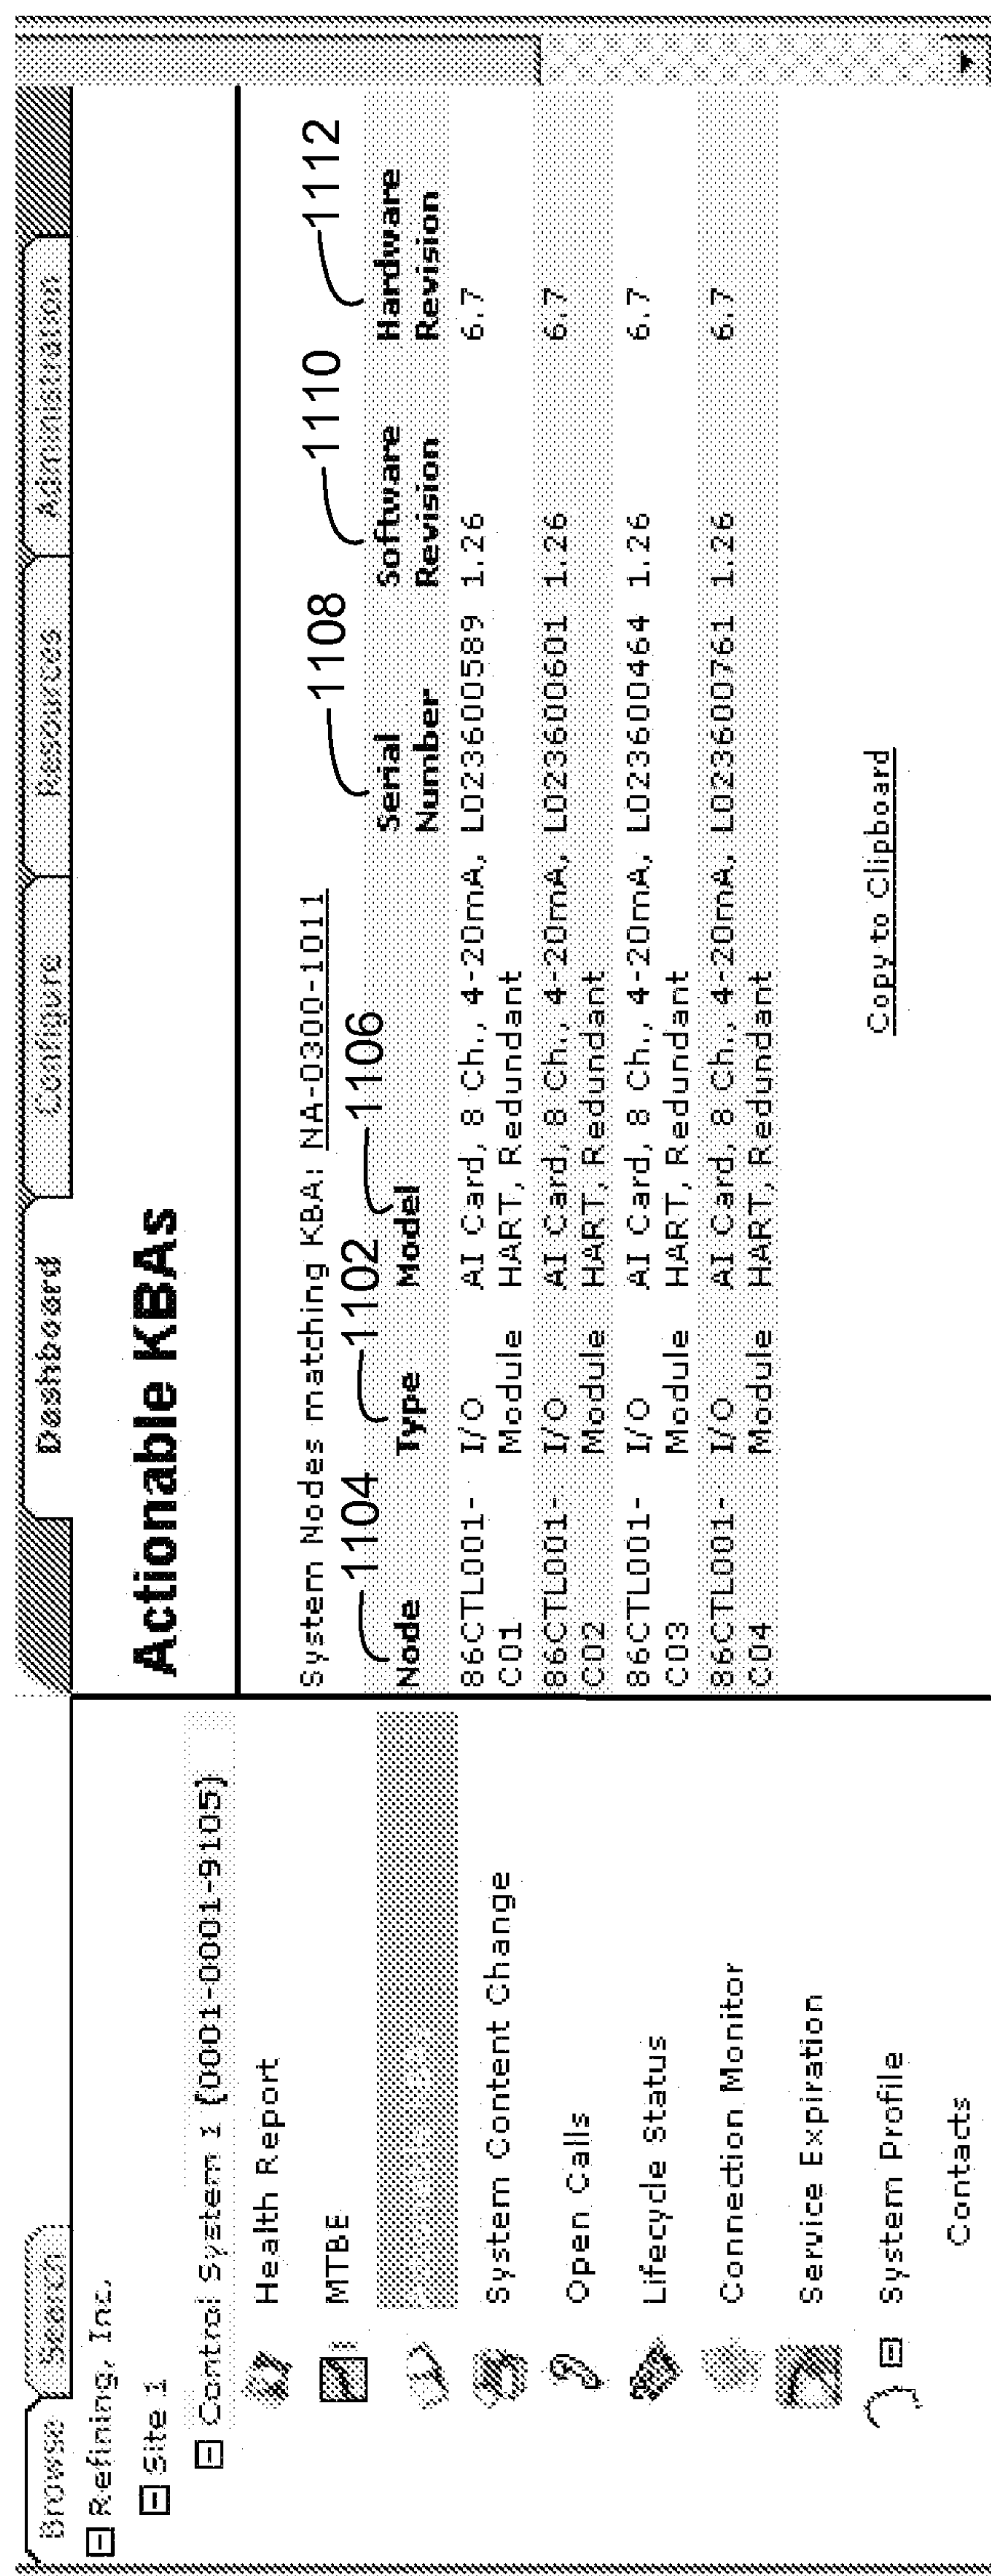 Browse Search
Refining, Inc.
Site 1
Control System 1 (0001-0001-9105)
Health Report
MTBE
System Content Change
Open Calls
Lifecycle Status
Connection Monitor
Service Expiration
System Profile
Contacts
Dashboard Configure Resources Administration
Actionable KBAs
System Nodes matching KBA: NA-0300-1011
1104 1102 1106 1108 1110 1112
Node Type Model Serial Number Software Revision Hardware Revision
86CTL001- I/O AI Card, 8 Ch., 4-20mA, L023600589 1.26 6.7
C01 Module HART, Redundant
86CTL001- I/O AI Card, 8 Ch., 4-20mA, L023600601 1.26 6.7
C02 Module HART, Redundant
86CTL001- I/O AI Card, 8 Ch., 4-20mA, L023600464 1.26 6.7
C03 Module HART, Redundant
86CTL001- I/O AI Card, 8 Ch., 4-20mA, L023600761 1.26 6.7
C04 Module HART, Redundant
Copy to Clipboard